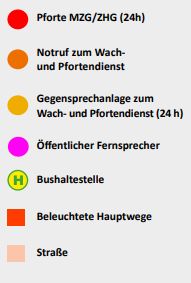 Pforte MZG/ZHG (24h)
Notruf zum Wach-
und Pfortendienst
Gegensprechanlage zum
Wach- und Pfortendienst (24 h)
Öffentlicher Fernsprecher
H Bushaltestelle
Beleuchtete Hauptwege
Straße